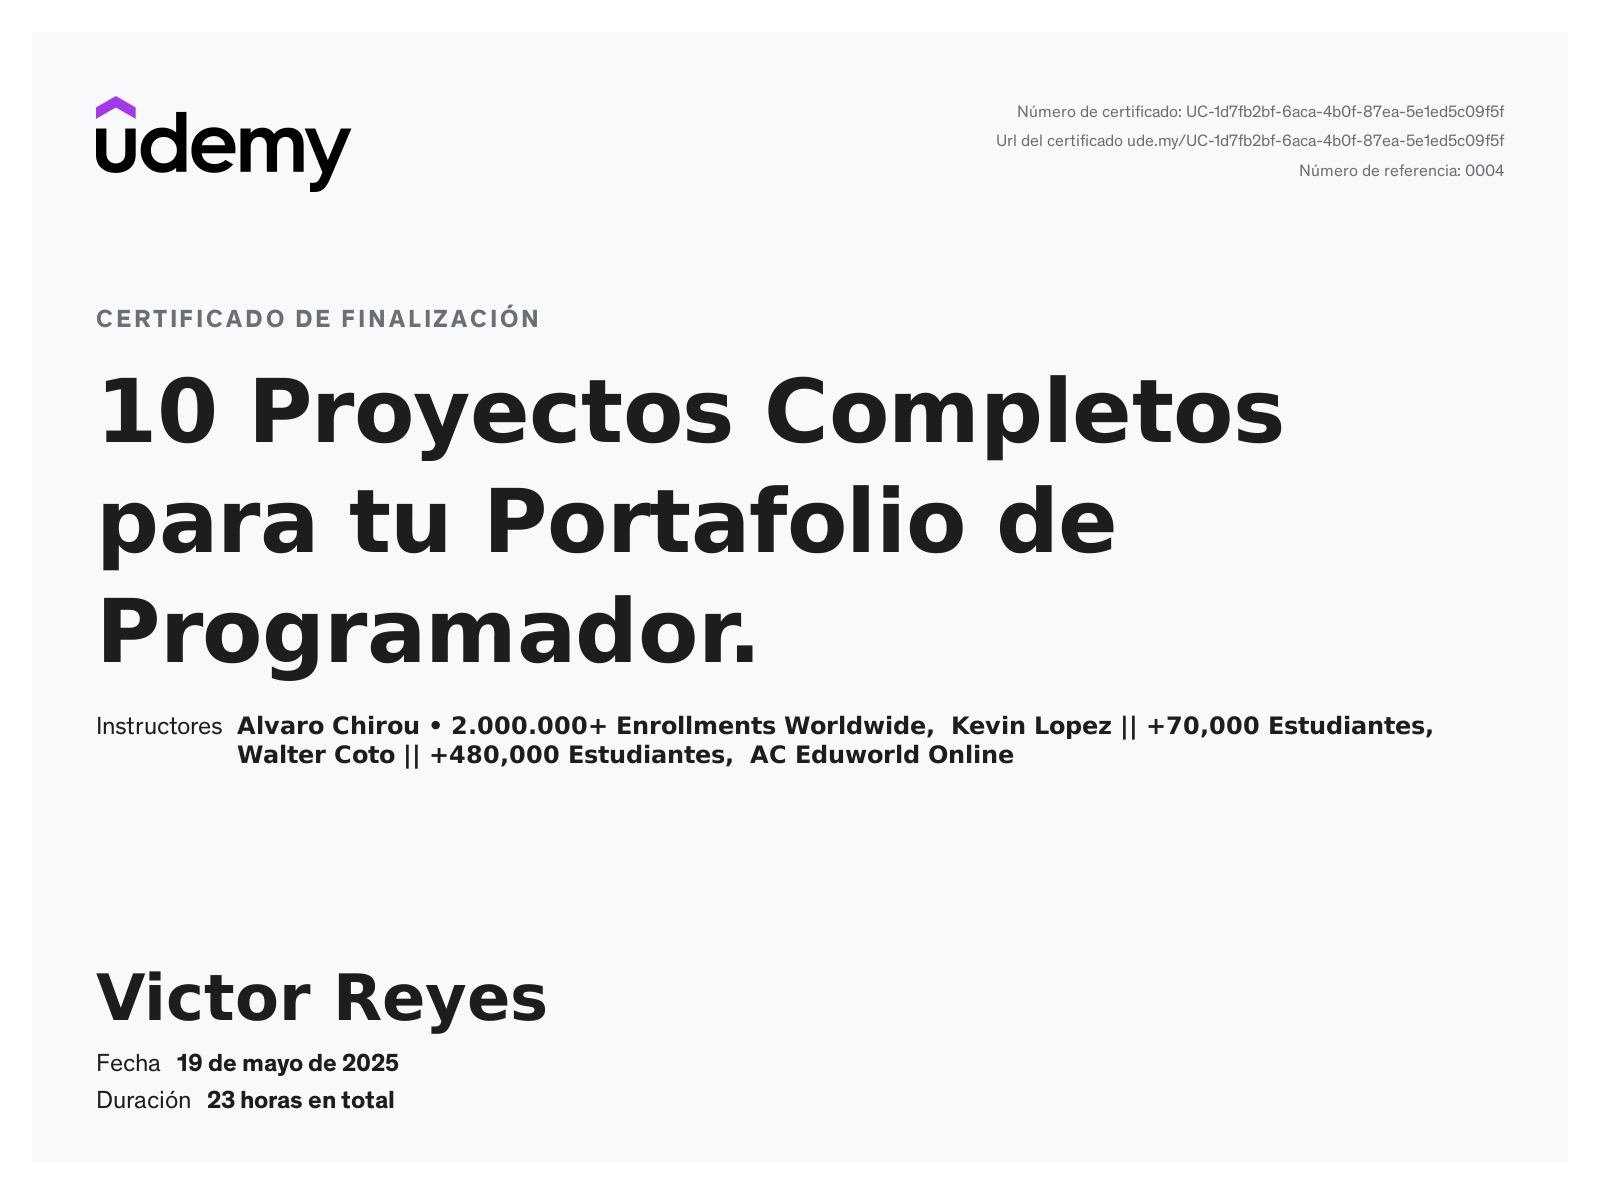 udemy
Número de certificado: UC-1d7fb2bf-6aca-4b0f-87ea-5e1ed5c09f5f
Url del certificado ude.my/UC-1d7fb2bf-6aca-4b0f-87ea-5e1ed5c09f5f
Número de referencia: 0004
CERTIFICADO DE FINALIZACIÓN
10 Proyectos Completos
para tu Portafolio de
Programador.
Instructores Alvaro Chirou • 2.000.000+ Enrollments Worldwide, Kevin Lopez || +70,000 Estudiantes,
Walter Coto || +480,000 Estudiantes, AC Eduworld Online
Victor Reyes
Fecha 19 de mayo de 2025
Duración 23 horas en total